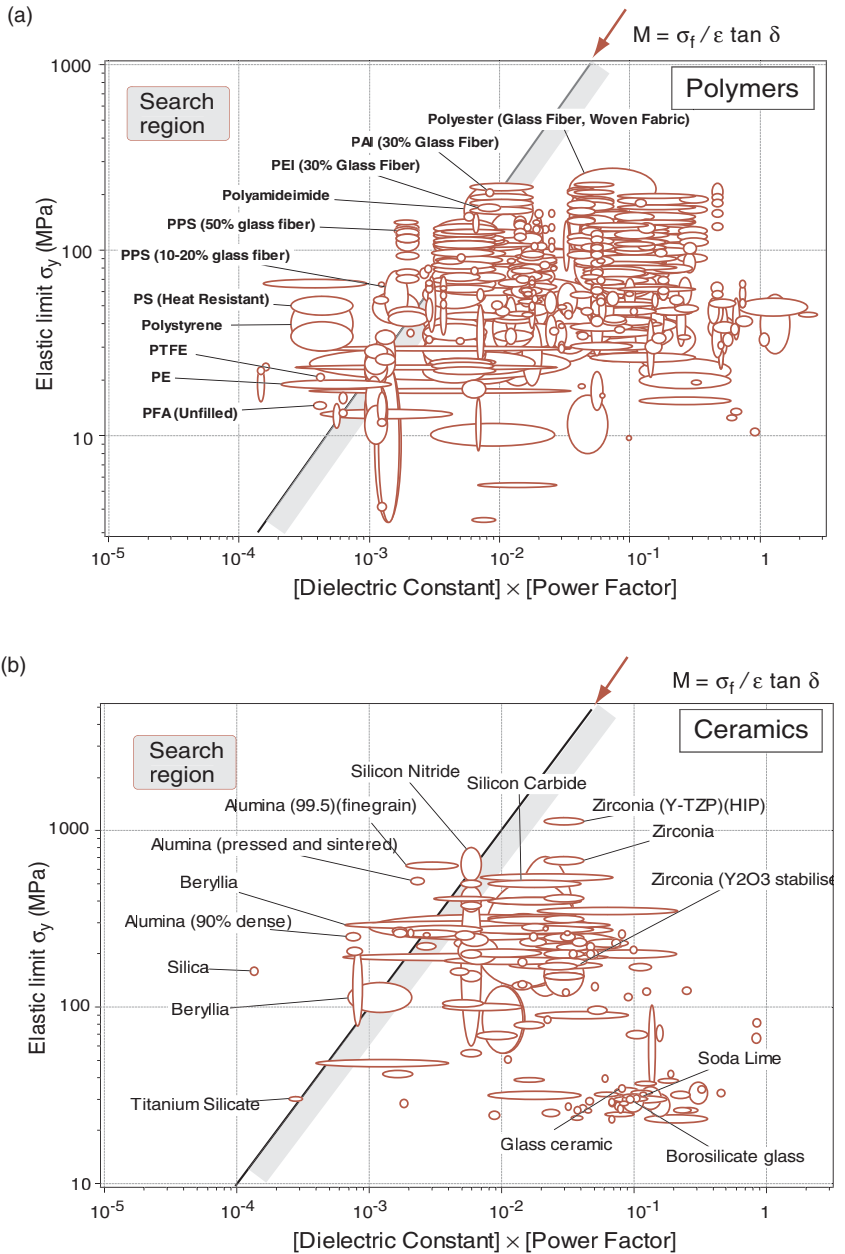 (a)
M = σf / ε tan δ
1000
Search
region
Polymers
Polyester (Glass Fiber, Woven Fabric)
PAI (30% Glass Fiber)
PEI (30% Glass Fiber)
Polyamideimide
PPS (50% glass fiber)
100
PPS (10-20% glass fiber)
PS (Heat Resistant)
Polystyrene
PTFE
PE
PFA (Unfilled)
10
Elastic limit σy (MPa)
10-5 10-4 10-3 10-2 10-1 1
[Dielectric Constant] × [Power Factor]
(b)
M = σf / ε tan δ
Search
region
Ceramics
Silicon Nitride
Silicon Carbide
Alumina (99.5)(finegrain)
Zirconia (Y-TZP)(HIP)
1000
Zirconia
Alumina (pressed and sintered)
Beryllia
Zirconia (Y2O3 stabilise
Alumina (90% dense)
Silica
100
Beryllia
Soda Lime
Titanium Silicate
Glass ceramic
Borosilicate glass
10
Elastic limit σy (MPa)
10-5 10-4 10-3 10-2 10-1 1
[Dielectric Constant] × [Power Factor]